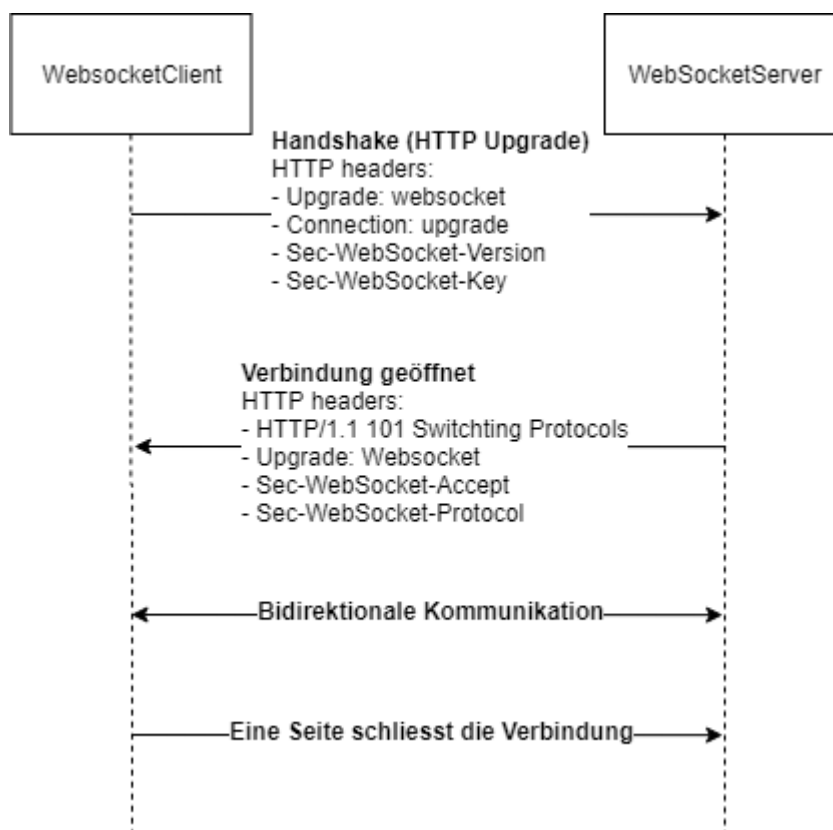 WebsocketClient
WebSocketServer
Handshake (HTTP Upgrade)
HTTP headers:
- Upgrade: websocket
- Connection: upgrade
- Sec-WebSocket-Version
- Sec-WebSocket-Key
Verbindung geöffnet
HTTP headers:
- HTTP/1.1 101 Switchting Protocols
- Upgrade: Websocket
- Sec-WebSocket-Accept
- Sec-WebSocket-Protocol
Bidirektionale Kommunikation
Eine Seite schliesst die Verbindung